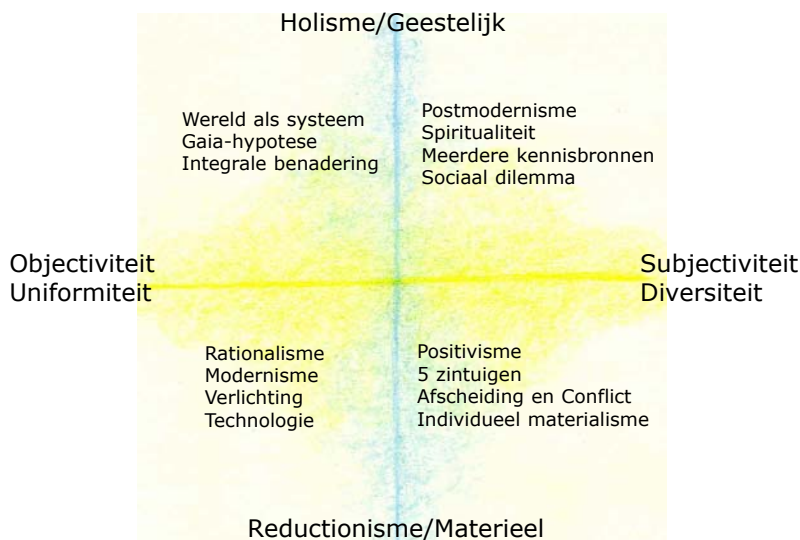 Holisme/Geestelijk
Wereld als systeem
Gaia-hypotese
Integrale benadering
Postmodernisme
Spiritualiteit
Meerdere kennisbronnen
Sociaal dilemma
Objectiviteit
Uniformiteit
Subjectiviteit
Diversiteit
Rationalisme
Modernisme
Verlichting
Technologie
Positivisme
5 zintuigen
Afscheiding en Conflict
Individueel materialisme
Reductionisme/Materieel